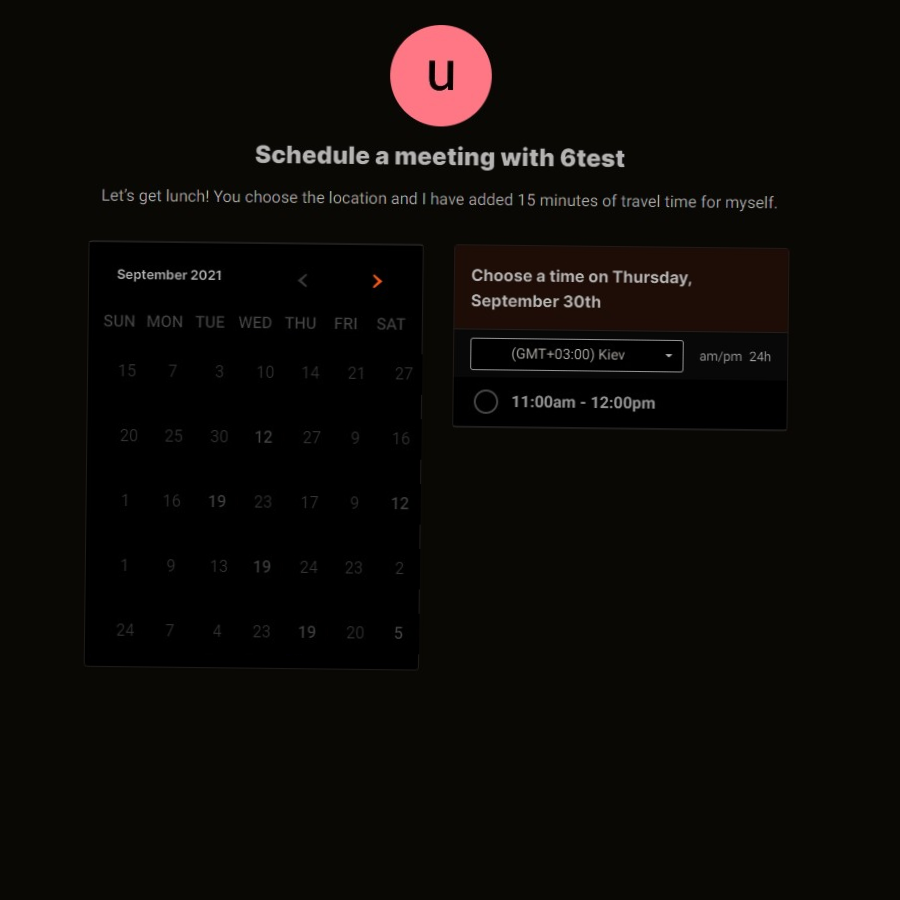 u
Schedule a meeting with 6test
Let's get lunch! You choose the location and I have added 15 minutes of travel time for myself.
September 2021
SUN MON TUE WED THU FRI SAT
15 7 3 10 14 21 27
20 25 30 12 27 9 16
1 16 19 23 17 9 12
1 9 13 19 24 23 2
24 7 4 23 19 20 5
Choose a time on Thursday,
September 30th
(GMT+03:00) Kiev am/pm 24h
11:00am - 12:00pm